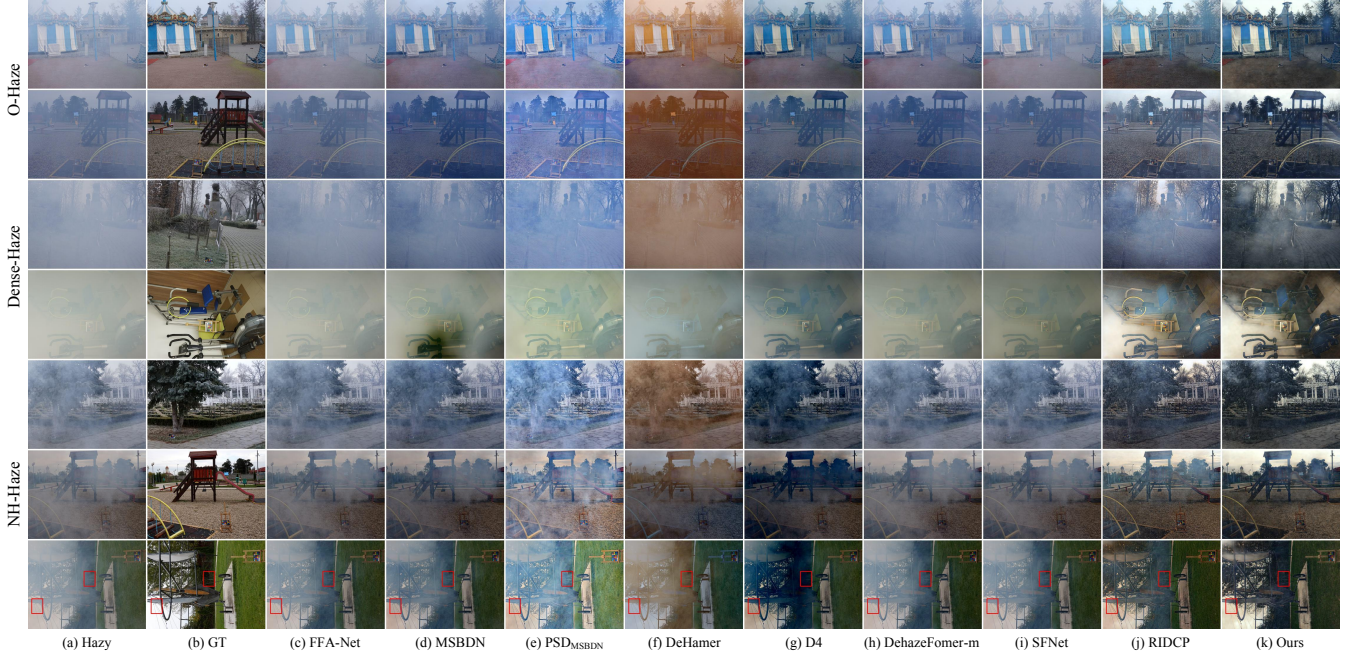 O-Haze
Dense-Haze
NH-Haze
(a) Hazy (b) GT (c) FFA-Net (d) MSBDN (e) PSDMSBDN (f) DeHamer (g) D4 (h) DehazeFomer-m (i) SFNet (j) RIDCP (k) Ours